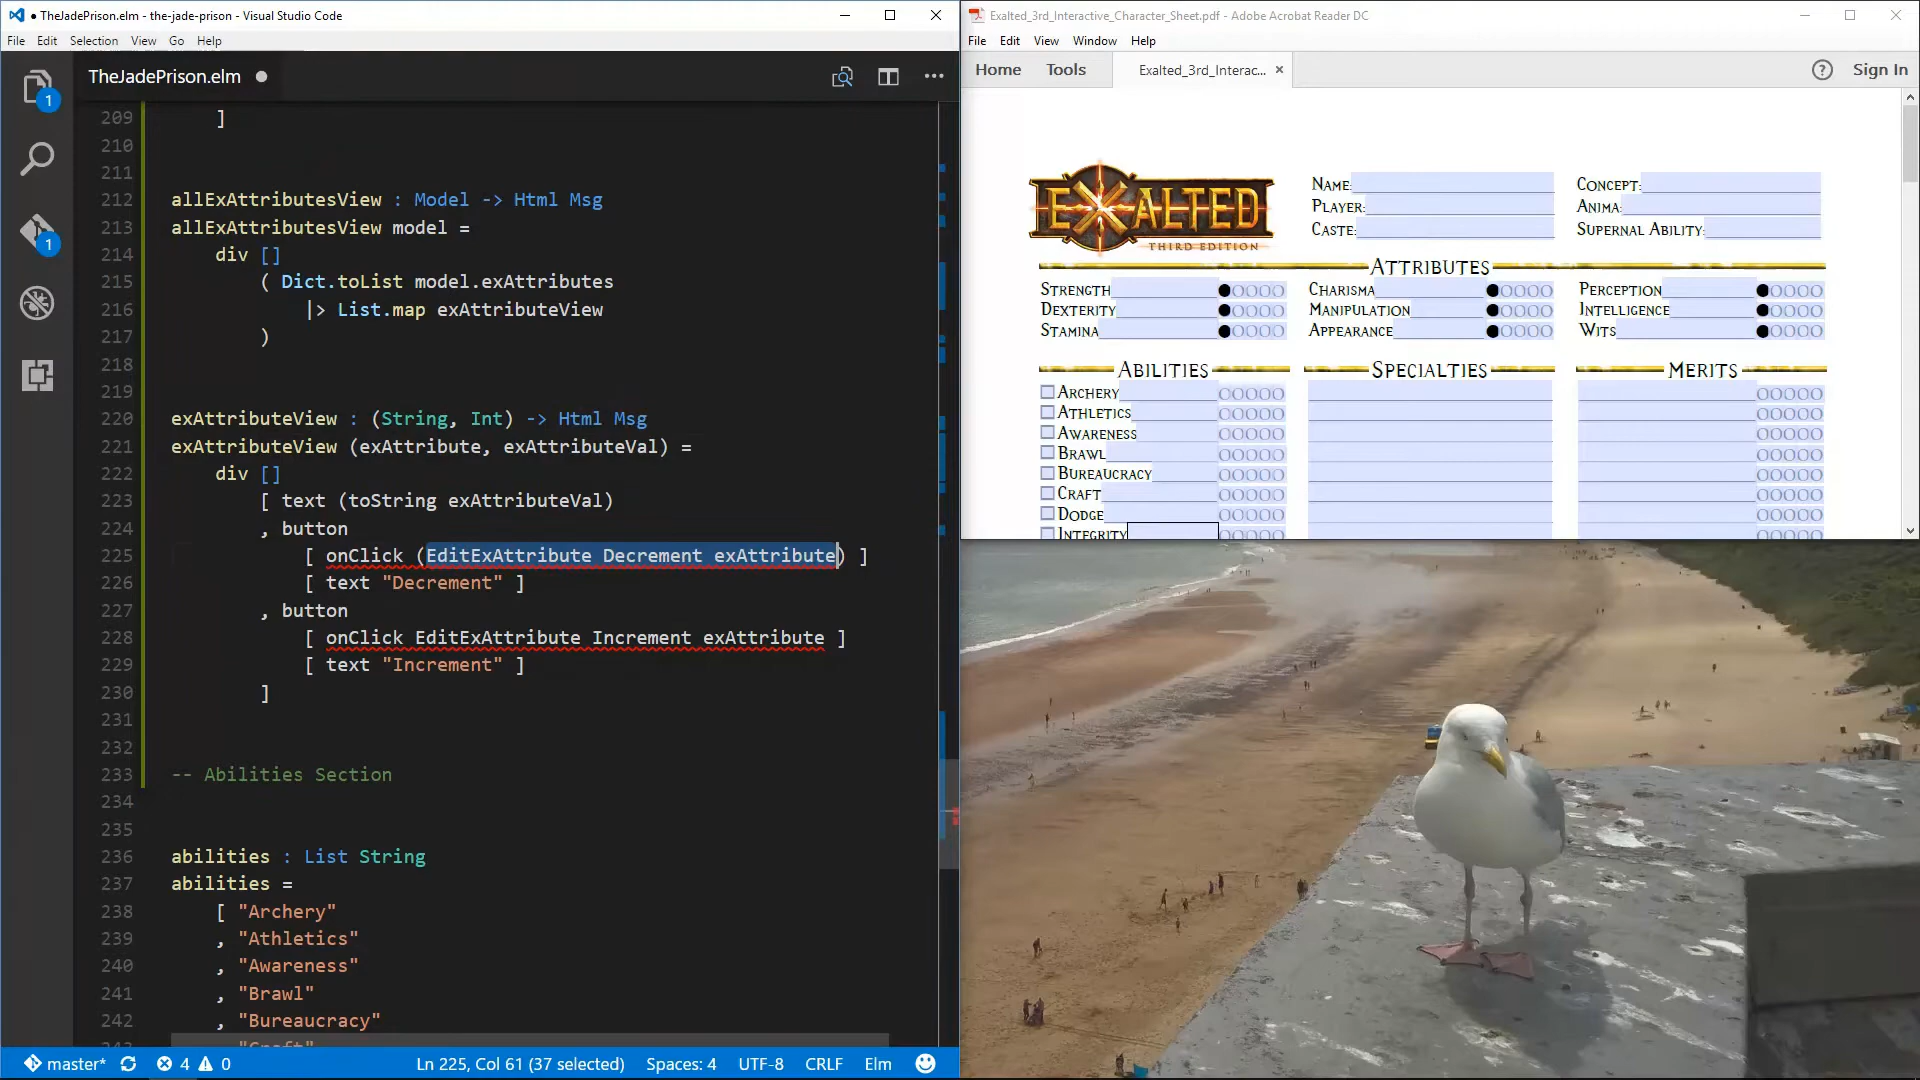 ● TheJadePrison.elm - the-jade-prison - Visual Studio Code
File Edit Selection View Go Help
1
1
TheJadePrison.elm ●
209 ]
210
211
212 allExAttributesView : Model -> Html Msg
213 allExAttributesView model =
214 div []
215 ( Dict.toList model.exAttributes
216 |> List.map exAttributeView
217 )
218
219
220 exAttributeView : (String, Int) -> Html Msg
221 exAttributeView (exAttribute, exAttributeVal) =
222 div []
223 [ text (toString exAttributeVal)
224 , button
225 [ onClick (EditExAttribute Decrement exAttribute) ]
226 [ text "Decrement" ]
227 , button
228 [ onClick EditExAttribute Increment exAttribute ]
229 [ text "Increment" ]
230 ]
231
232
233 -- Abilities Section
234
235
236 abilities : List String
237 abilities =
238 [ "Archery"
239 , "Athletics"
240 , "Awareness"
241 , "Brawl"
242 , "Bureaucracy"
master* 4 0 Ln 225, Col 61 (37 selected) Spaces: 4 UTF-8 CRLF Elm
Exalted_3rd_Interactive_Character_Sheet.pdf - Adobe Acrobat Reader DC
File Edit View Window Help
Home Tools Exalted_3rd_Interac... × ? Sign In
EXALTED
THIRD EDITION
Name: Concept:
Player: Anima:
Caste: Supernal Ability:
Attributes
Strength Charisma Perception
Dexterity Manipulation Intelligence
Stamina Appearance Wits
Abilities Specialties Merits
Archery
Athletics
Awareness
Brawl
Bureaucracy
Craft
Dodge
Integrity